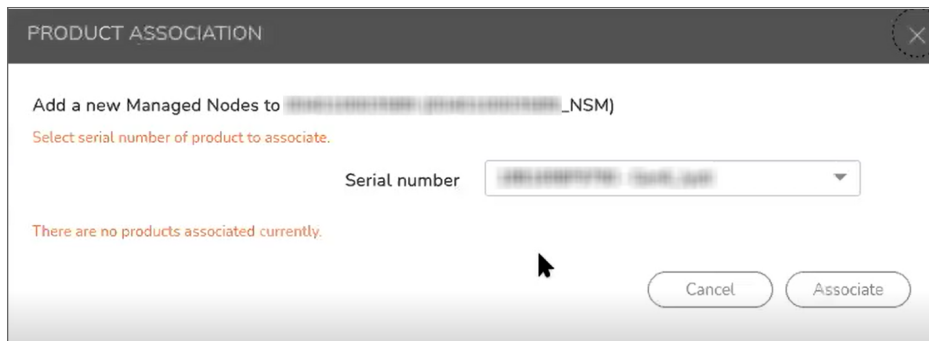 PRODUCT ASSOCIATION
Add a new Managed Nodes to _NSM)
Select serial number of product to associate.
Serial number
There are no products associated currently.
Cancel Associate